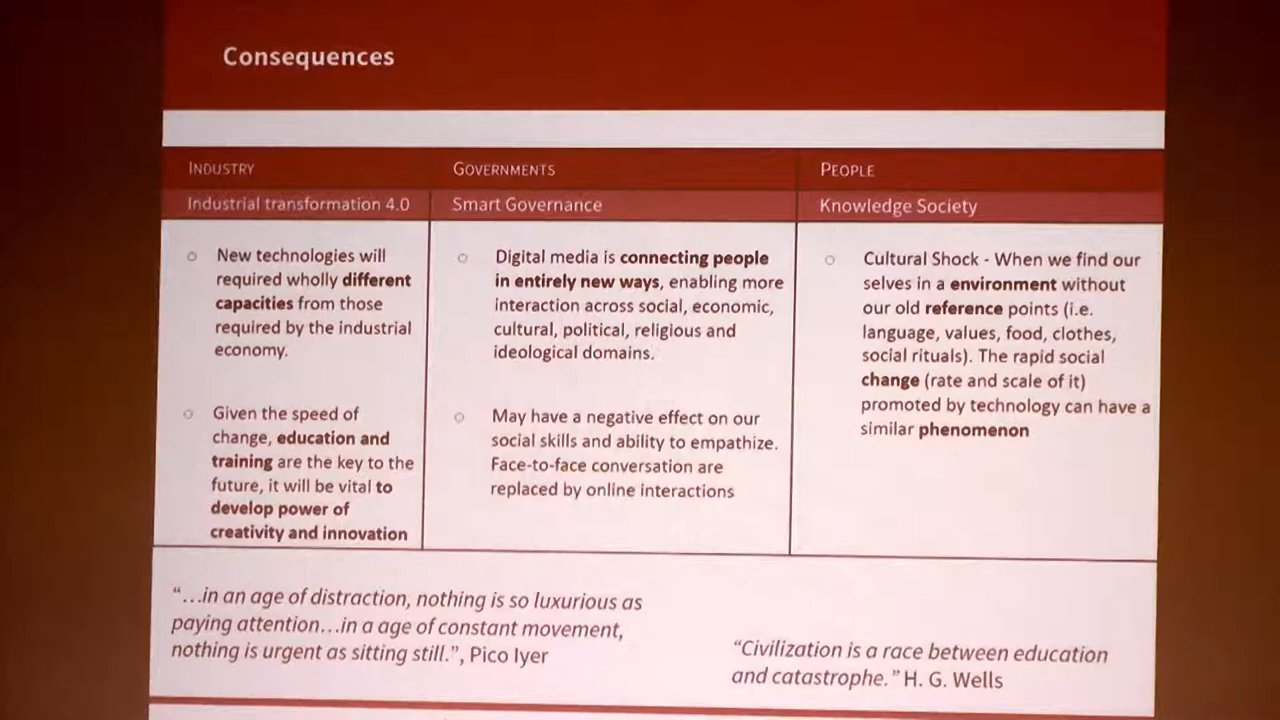 Consequences
INDUSTRY
GOVERNMENTS
PEOPLE
Industrial transformation 4.0
Smart Governance
Knowledge Society
○ New technologies will
required wholly different
capacities from those
required by the industrial
economy.
○ Given the speed of
change, education and
training are the key to the
future, it will be vital to
develop power of
creativity and innovation
○ Digital media is connecting people
in entirely new ways, enabling more
interaction across social, economic,
cultural, political, religious and
ideological domains.
○ May have a negative effect on our
social skills and ability to empathize.
Face-to-face conversation are
replaced by online interactions
○ Cultural Shock - When we find our
selves in a environment without
our old reference points (i.e.
language, values, food, clothes,
social rituals). The rapid social
change (rate and scale of it)
promoted by technology can have a
similar phenomenon
“…in an age of distraction, nothing is so luxurious as
paying attention…in a age of constant movement,
nothing is urgent as sitting still.”, Pico Iyer
“Civilization is a race between education
and catastrophe.” H. G. Wells